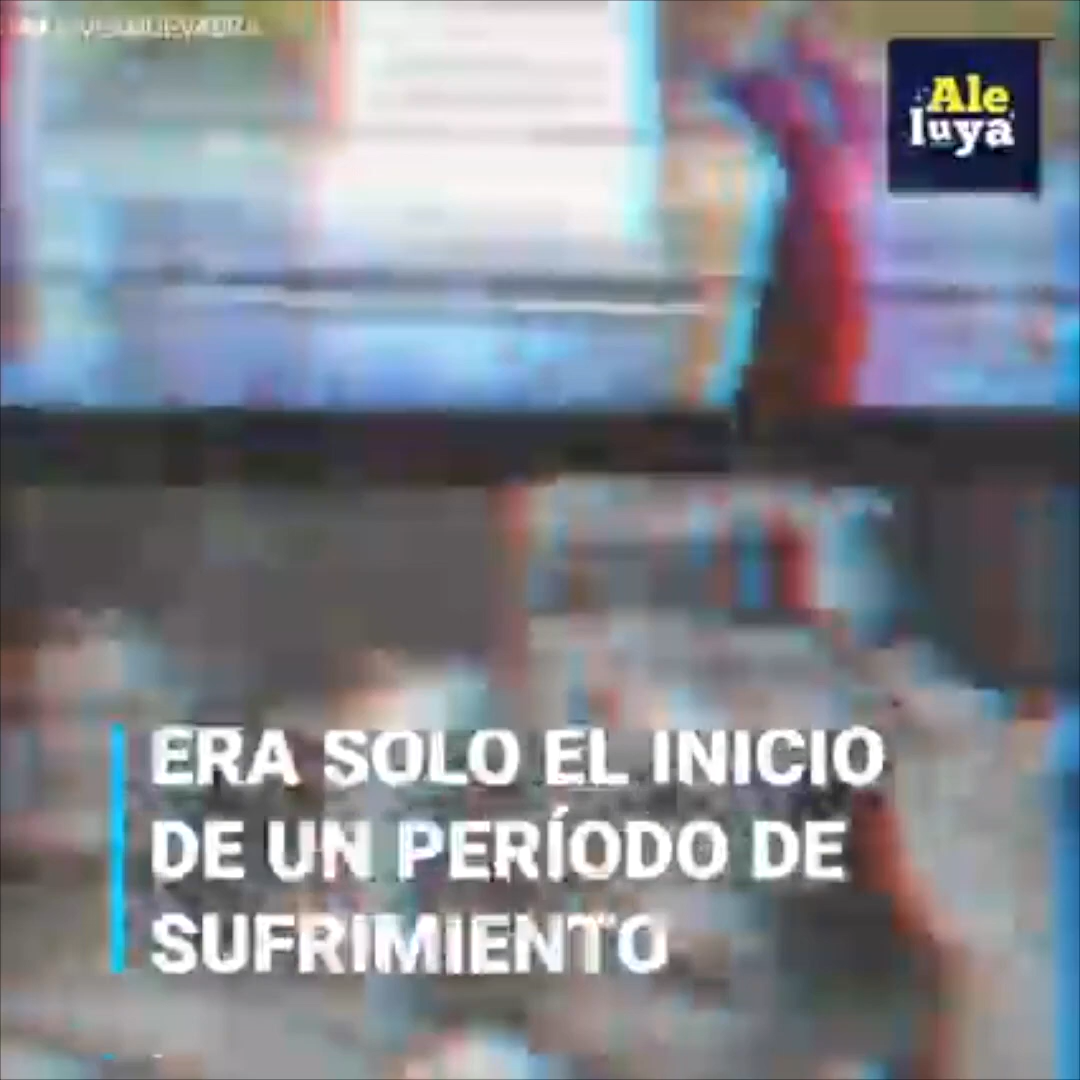 Ale
luya
ERA SOLO EL INICIO
DE UN PERÍODO DE
SUFRIMIENTO